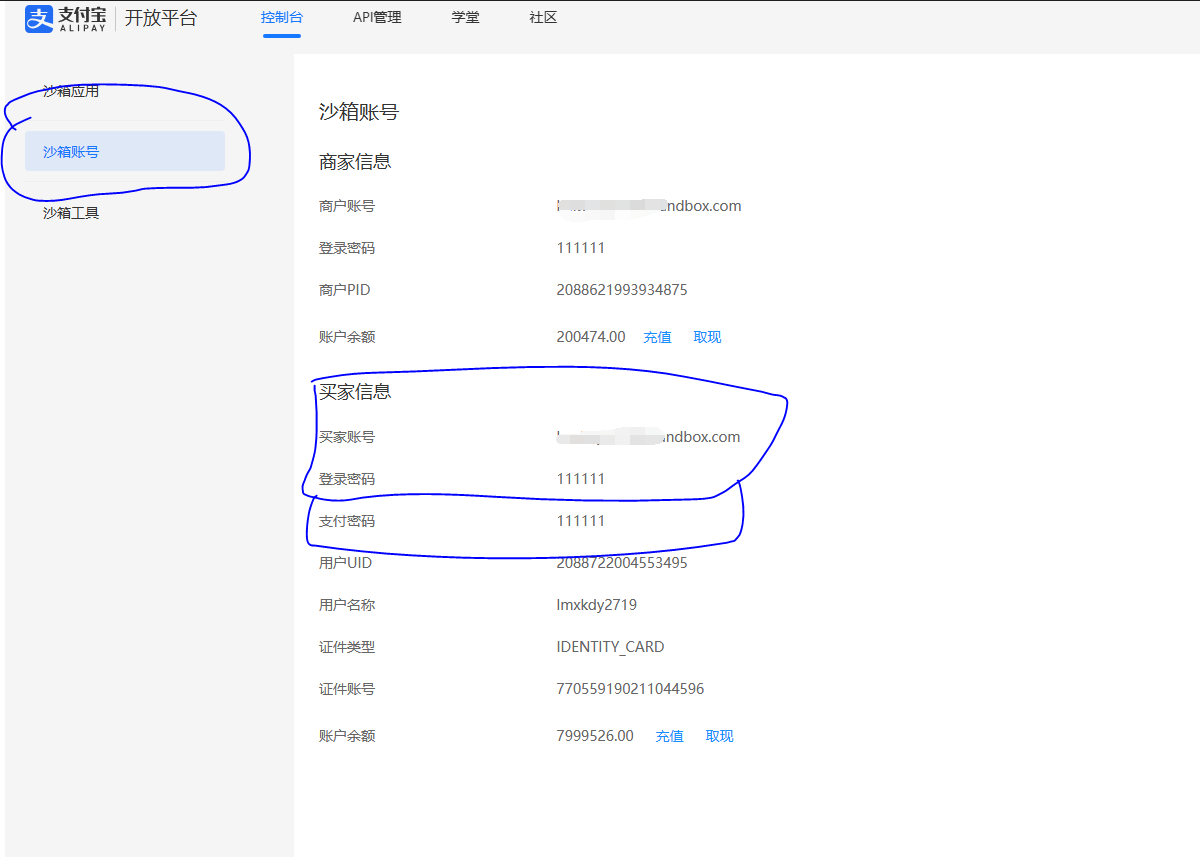 支付宝 ALIPAY 开放平台 控制台 API管理 学堂 社区
沙箱应用
沙箱账号
沙箱工具
沙箱账号
商家信息
商户账号 ndbox.com
登录密码 111111
商户PID 2088621993934875
账户余额 200474.00 充值 取现
买家信息
买家账号 ndbox.com
登录密码 111111
支付密码 111111
用户UID 2088722004553495
用户名称 lmxkdy2719
证件类型 IDENTITY_CARD
证件账号 770559190211044596
账户余额 7999526.00 充值 取现